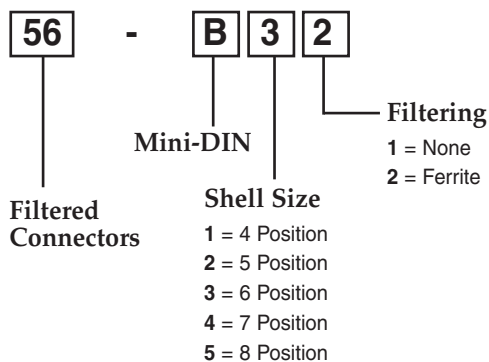 56 - B 3 2
Filtering
1 = None
2 = Ferrite
Mini-DIN
Shell Size
1 = 4 Position
2 = 5 Position
3 = 6 Position
4 = 7 Position
5 = 8 Position
Filtered
Connectors